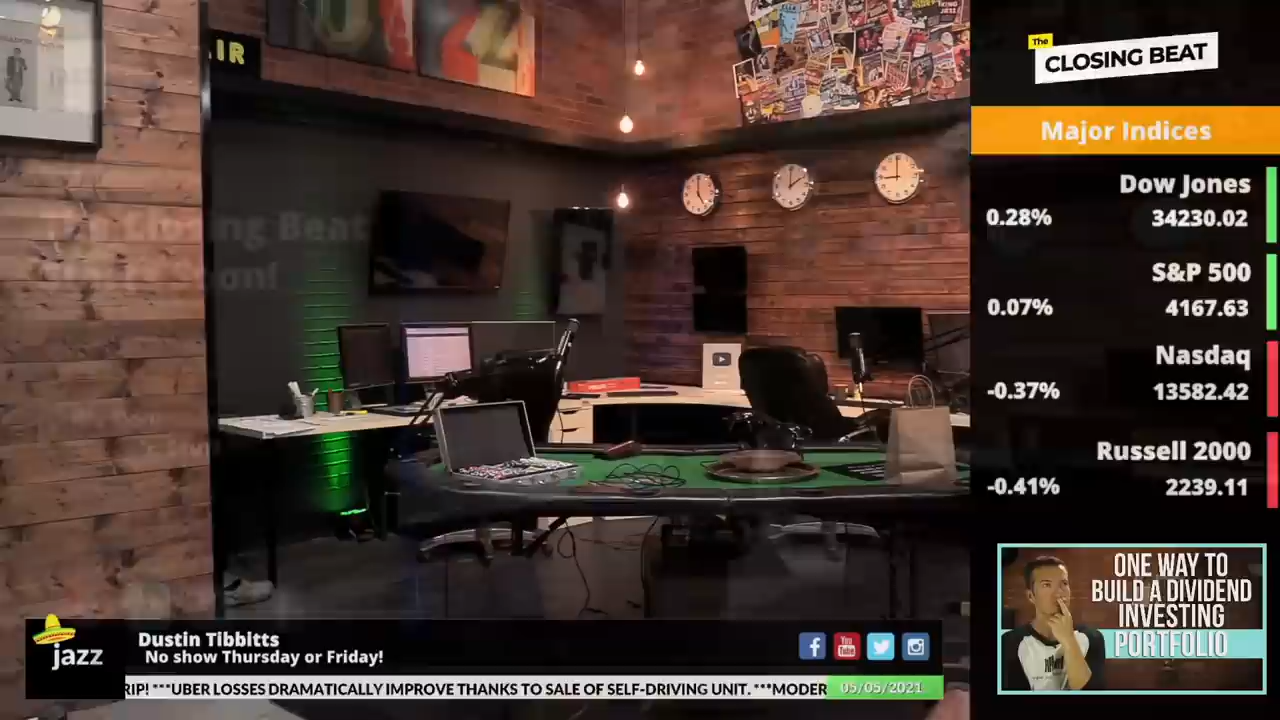 IR
The
CLOSING BEAT
Major Indices
Dow Jones
0.28% 34230.02
S&P 500
0.07% 4167.63
Nasdaq
-0.37% 13582.42
Russell 2000
-0.41% 2239.11
ONE WAY TO
BUILD A DIVIDEND
INVESTING
PORTFOLIO
jazz
Dustin Tibbitts
No show Thursday or Friday!
You
Tube
RIP! ***UBER LOSSES DRAMATICALLY IMPROVE THANKS TO SALE OF SELF-DRIVING UNIT. ***MODER
05/05/2021